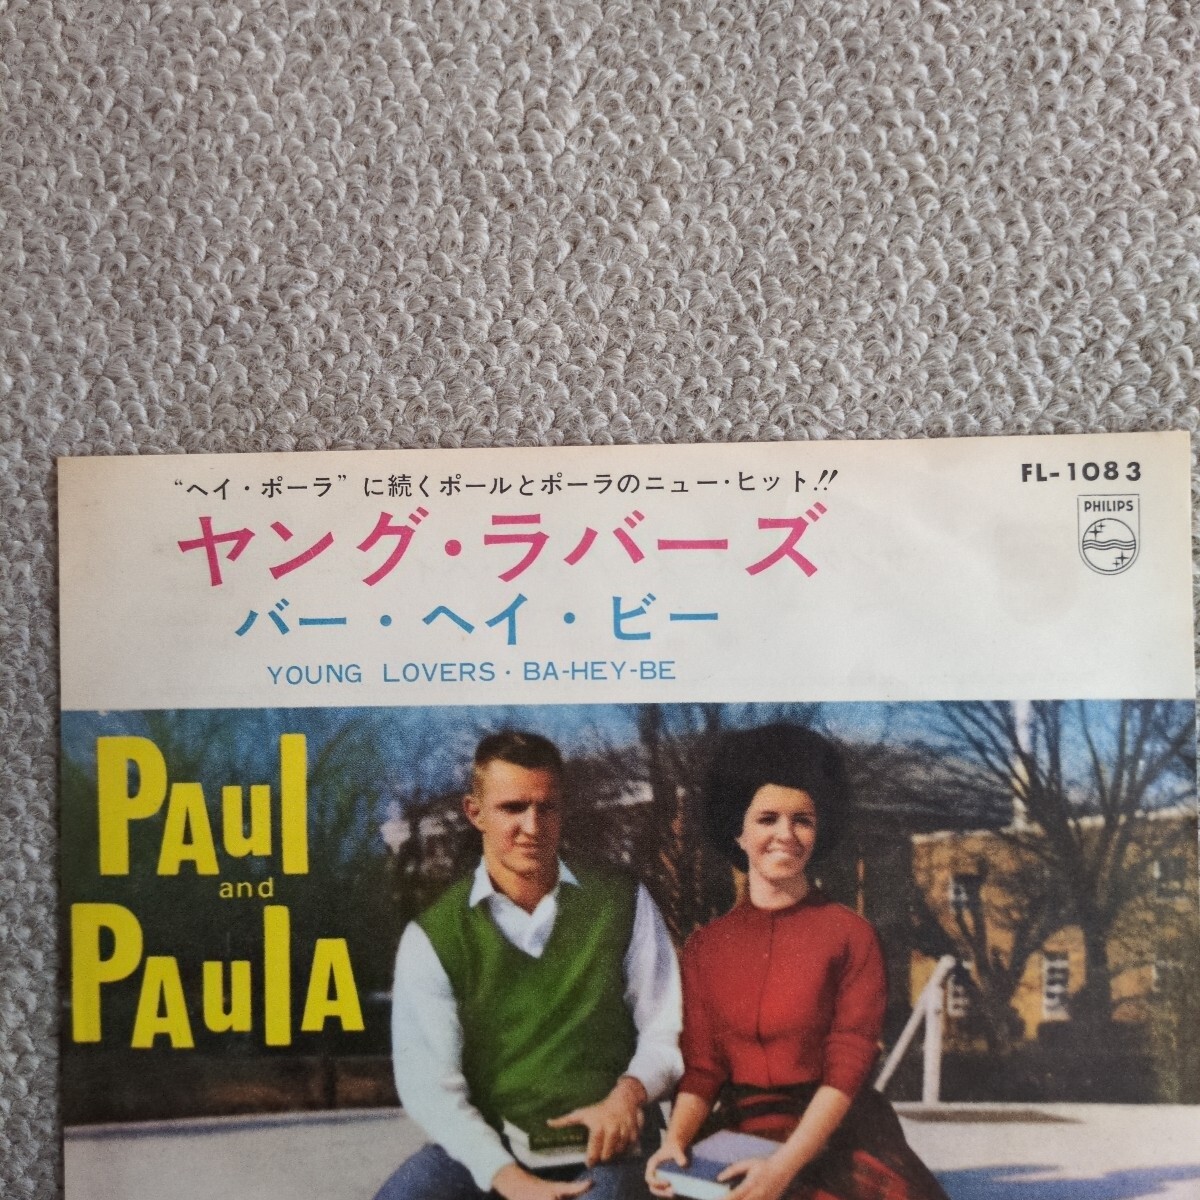 “ヘイ・ポーラ”に続くポールとポーラのニュー・ヒット!!
FL-1083
PHILIPS
ヤング・ラバーズ
バー・ヘイ・ビー
YOUNG LOVERS・BA-HEY-BE
PAul
and
PAulA